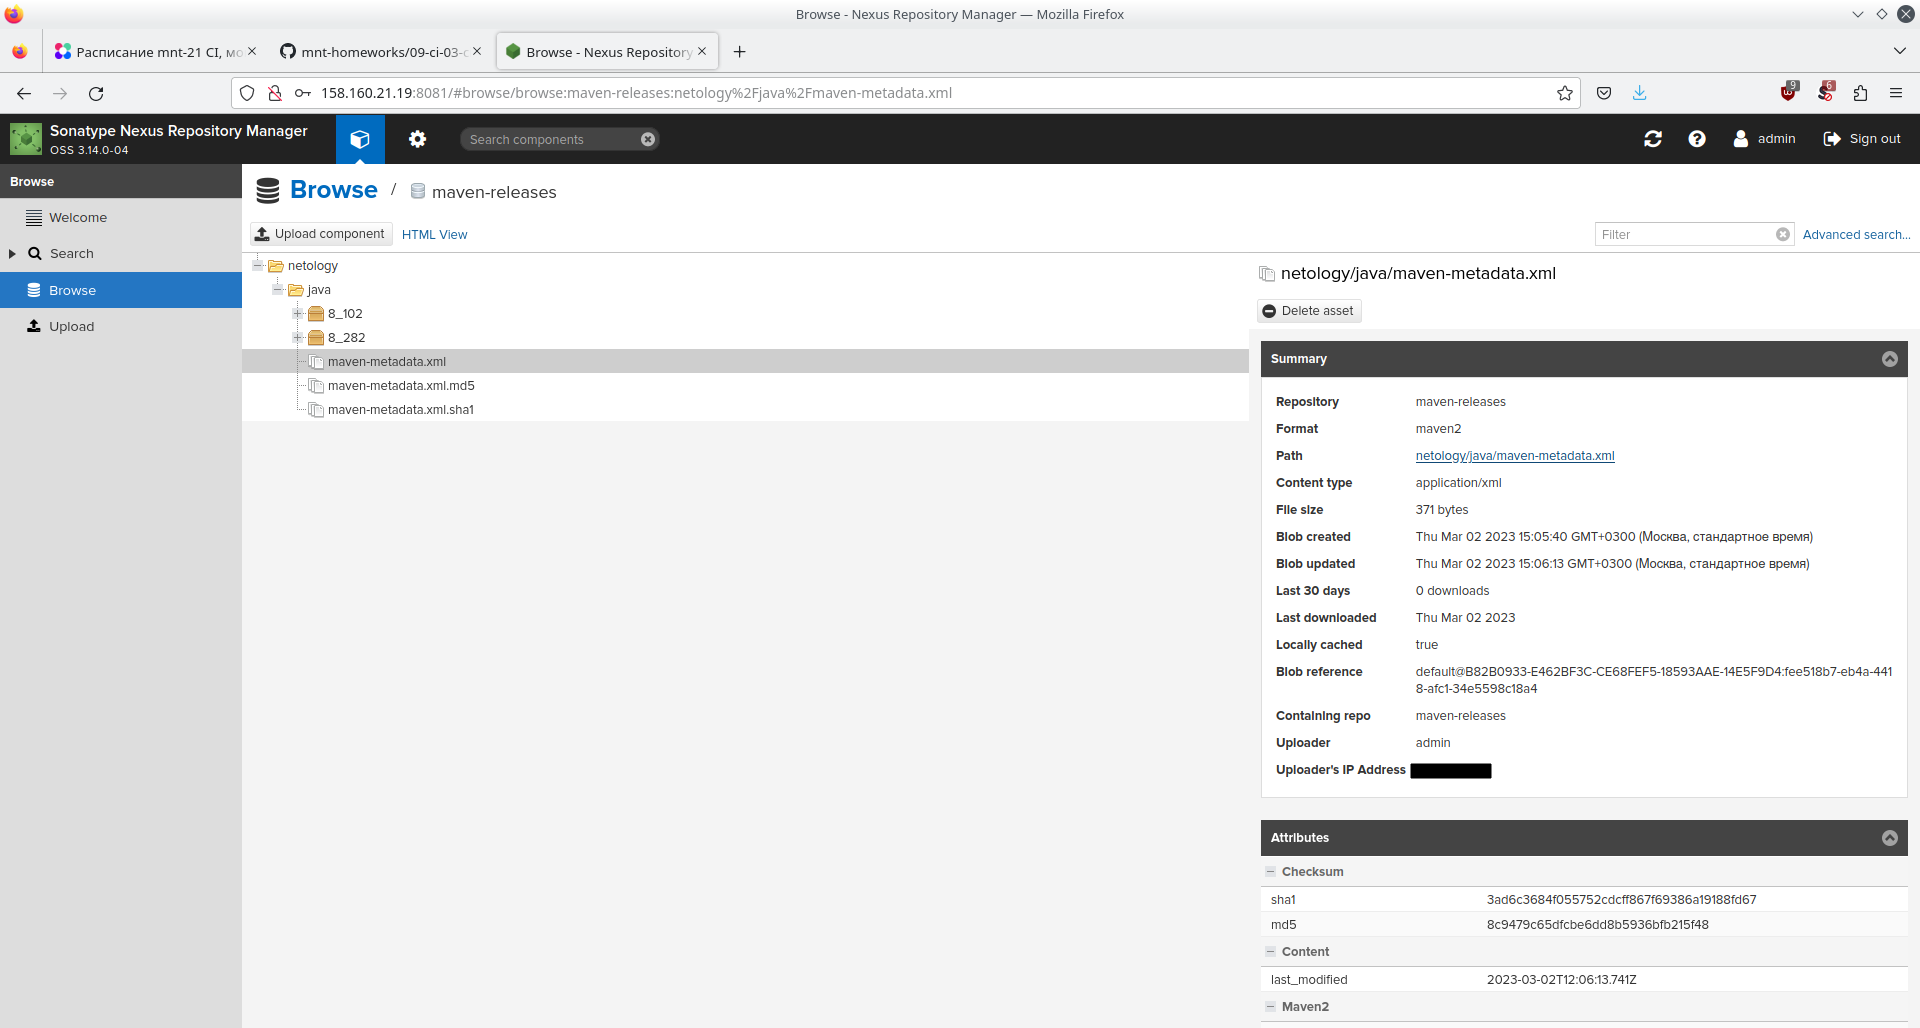 Browse - Nexus Repository Manager — Mozilla Firefox
Расписание mnt-21 CI, мо
mnt-homeworks/09-ci-03-c
Browse - Nexus Repository
158.160.21.19:8081/#browse/browse:maven-releases:netology%2Fjava%2Fmaven-metadata.xml
9
6
Sonatype Nexus Repository Manager
OSS 3.14.0-04
Search components
admin
Sign out
Browse
Welcome
Search
Browse
Upload
Browse / maven-releases
Upload component
HTML View
Filter
Advanced search...
netology
java
8_102
8_282
maven-metadata.xml
maven-metadata.xml.md5
maven-metadata.xml.sha1
netology/java/maven-metadata.xml
Delete asset
Summary
Repository maven-releases
Format maven2
Path netology/java/maven-metadata.xml
Content type application/xml
File size 371 bytes
Blob created Thu Mar 02 2023 15:05:40 GMT+0300 (Москва, стандартное время)
Blob updated Thu Mar 02 2023 15:06:13 GMT+0300 (Москва, стандартное время)
Last 30 days 0 downloads
Last downloaded Thu Mar 02 2023
Locally cached true
Blob reference default@B82B0933-E462BF3C-CE68FEF5-18593AAE-14E5F9D4:fee518b7-eb4a-441
8-afc1-34e5598c18a4
Containing repo maven-releases
Uploader admin
Uploader's IP Address
Attributes
Checksum
sha1 3ad6c3684f055752cdcff867f69386a19188fd67
md5 8c9479c65dfcbe6dd8b5936bfb215f48
Content
last_modified 2023-03-02T12:06:13.741Z
Maven2